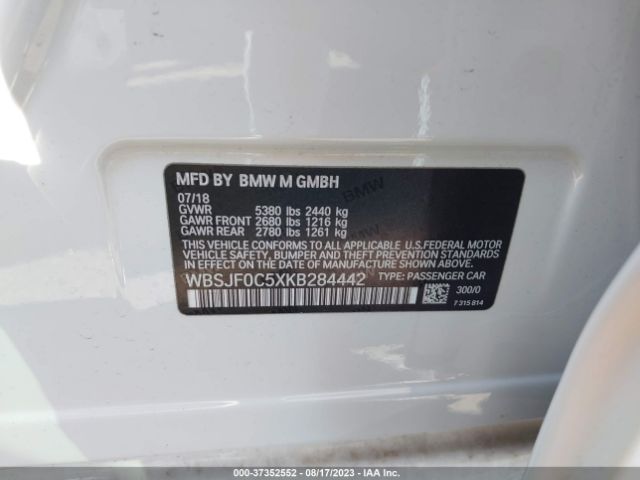 MFD BY BMW M GMBH
07/18
GVWR 5380 lbs 2440 kg
GAWR FRONT 2680 lbs 1216 kg
GAWR REAR 2780 lbs 1261 kg
THIS VEHICLE CONFORMS TO ALL APPLICABLE U.S.FEDERAL MOTOR
VEHICLE SAFETY, BUMPER, AND THEFT PREVENTION
STANDARDS IN EFFECT ON THE DATE OF MANUFACTURE SHOWN ABOVE.
WBSJF0C5XKB284442 TYPE: PASSENGER CAR
300/0
7 315 814
BMW
000-37352552 - 08/17/2023 - IAAI.COM